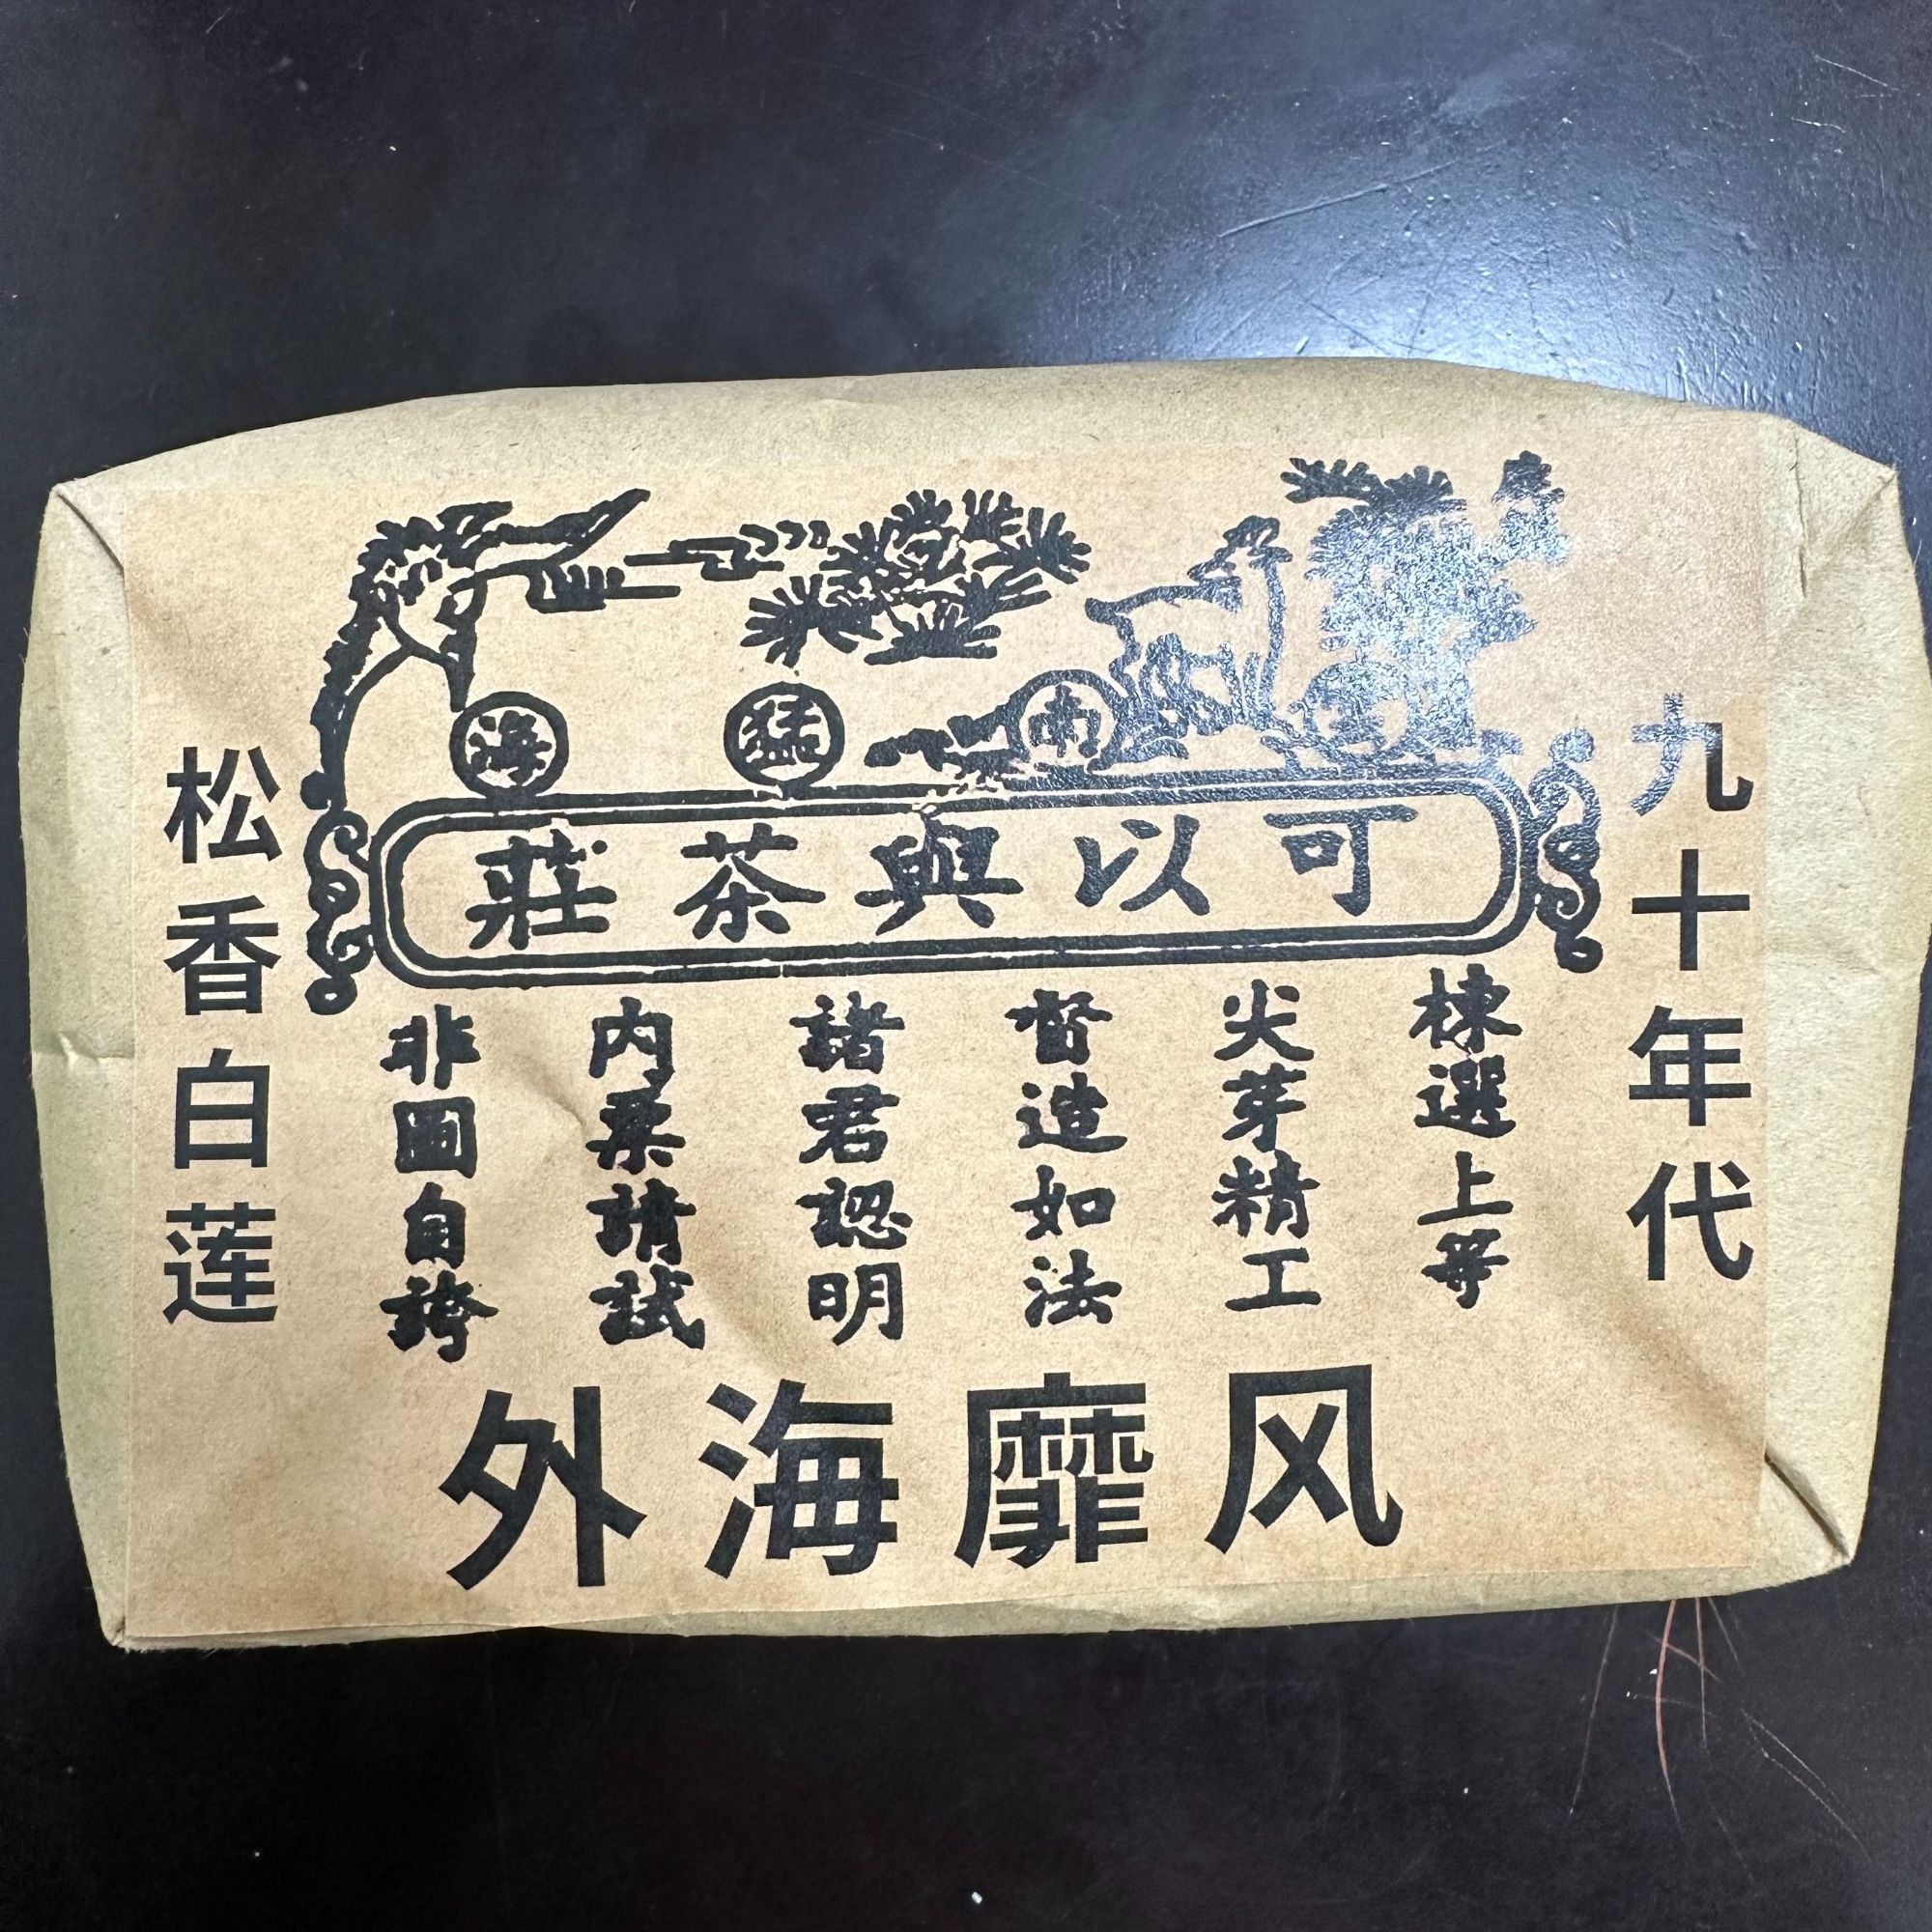 雲南猛海
可以興茶莊
九十年代
揀選上等
尖芽精工
督造如法
諸君認明
内票請試
非圖自誇
松香白莲
风靡海外